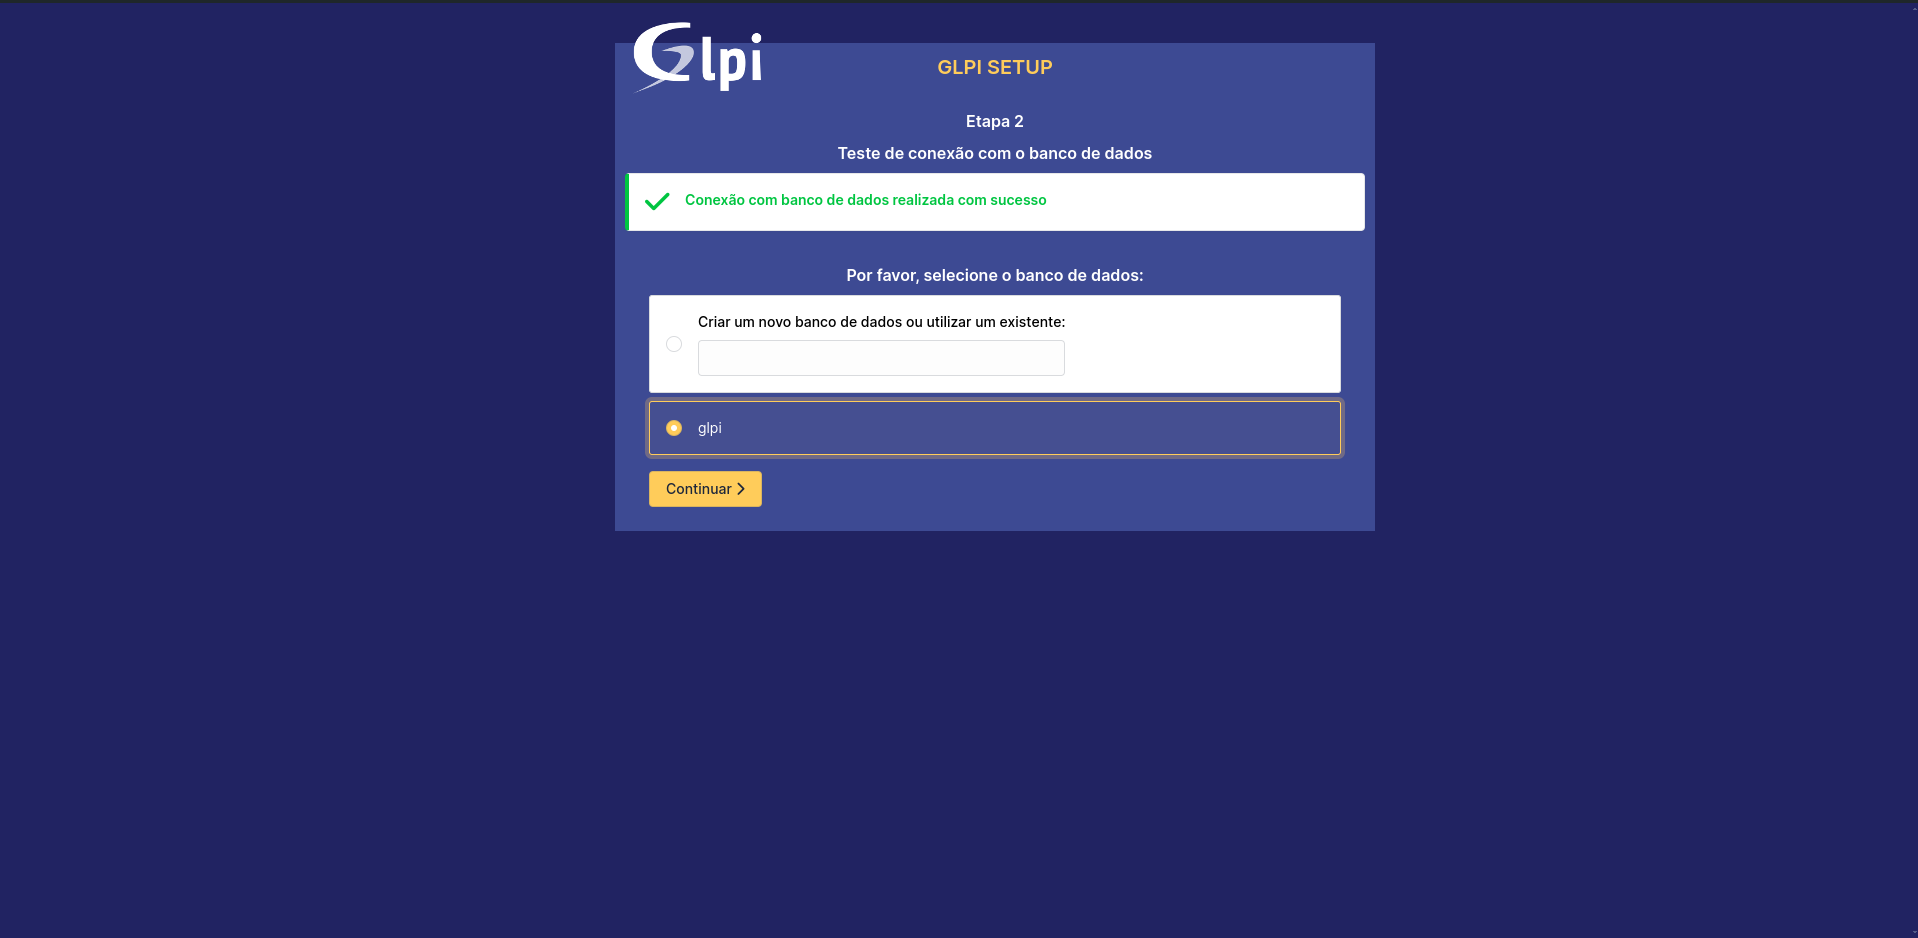 Glpi
GLPI SETUP
Etapa 2
Teste de conexão com o banco de dados
Conexão com banco de dados realizada com sucesso
Por favor, selecione o banco de dados:
Criar um novo banco de dados ou utilizar um existente:
glpi
Continuar